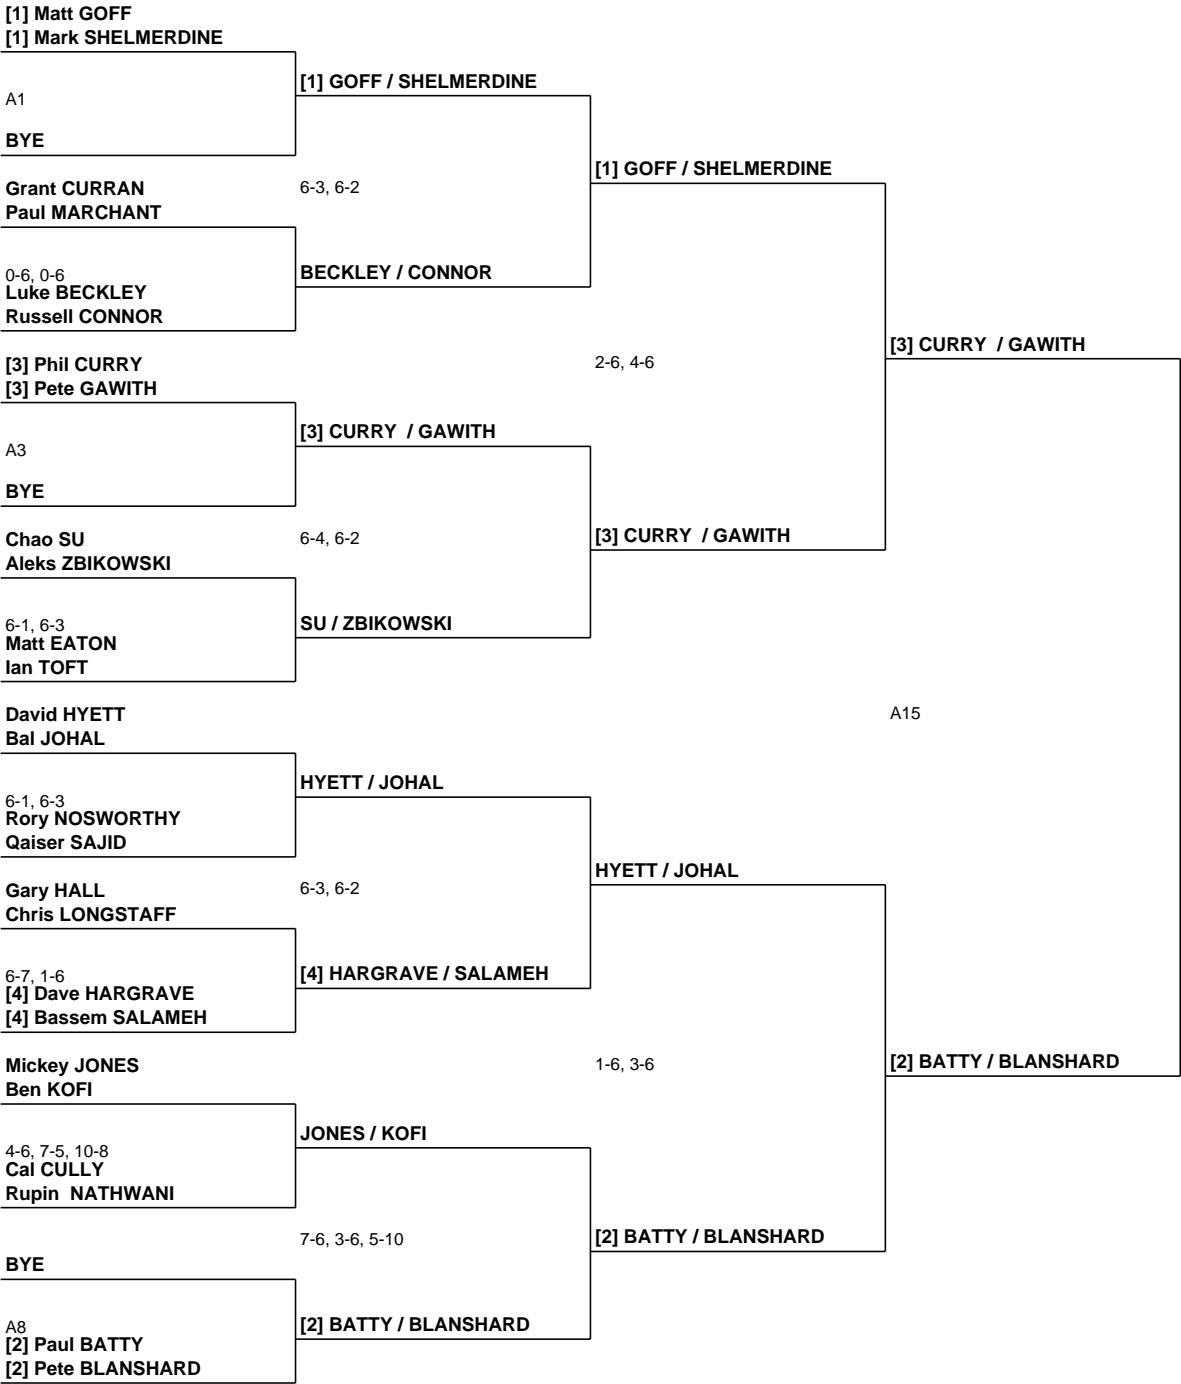 [1] Matt GOFF
[1] Mark SHELMERDINE
A1
BYE
Grant CURRAN
Paul MARCHANT
0-6, 0-6
Luke BECKLEY
Russell CONNOR
[3] Phil CURRY
[3] Pete GAWITH
A3
BYE
Chao SU
Aleks ZBIKOWSKI
6-1, 6-3
Matt EATON
Ian TOFT
David HYETT
Bal JOHAL
6-1, 6-3
Rory NOSWORTHY
Qaiser SAJID
Gary HALL
Chris LONGSTAFF
6-7, 1-6
[4] Dave HARGRAVE
[4] Bassem SALAMEH
Mickey JONES
Ben KOFI
4-6, 7-5, 10-8
Cal CULLY
Rupin  NATHWANI
BYE
A8
[2] Paul BATTY
[2] Pete BLANSHARD
[1] GOFF / SHELMERDINE
6-3, 6-2
BECKLEY / CONNOR
[3] CURRY  / GAWITH
6-4, 6-2
SU / ZBIKOWSKI
HYETT / JOHAL
6-3, 6-2
[4] HARGRAVE / SALAMEH
JONES / KOFI
7-6, 3-6, 5-10
[2] BATTY / BLANSHARD
[1] GOFF / SHELMERDINE
2-6, 4-6
[3] CURRY  / GAWITH
HYETT / JOHAL
1-6, 3-6
[2] BATTY / BLANSHARD
[3] CURRY  / GAWITH
A15
[2] BATTY / BLANSHARD